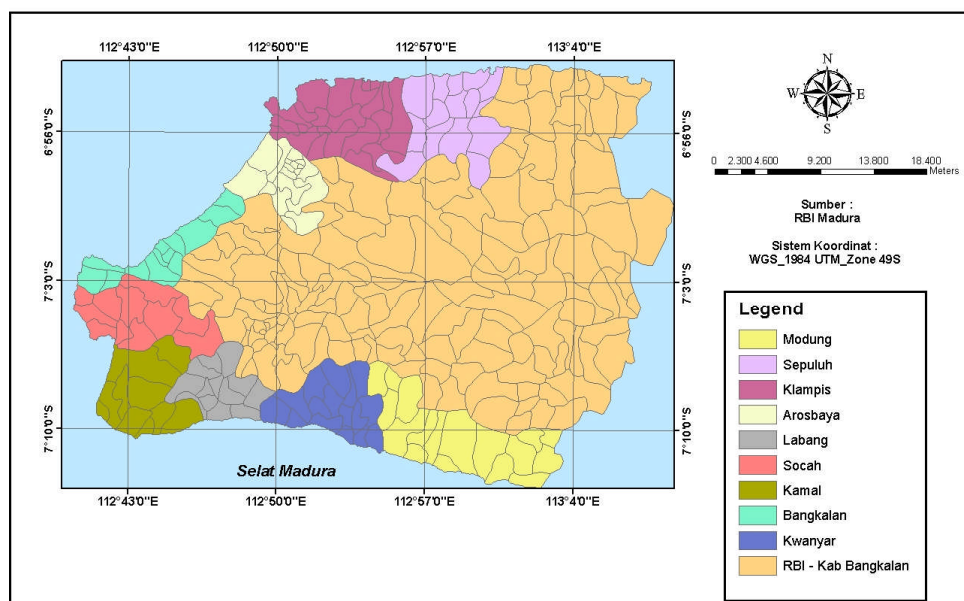 112°43'0"E 112°50'0"E 112°57'0"E 113°4'0"E
6°56'0"S 6°56'0"S
7°3'0"S 7°3'0"S
7°10'0"S 7°10'0"S
Selat Madura
112°43'0"E 112°50'0"E 112°57'0"E 113°4'0"E
N
W E
S
0 2.300 4.600 9.200 13.800 18.400
Meters
Sumber :
RBI Madura
Sistem Koordinat :
WGS_1984 UTM_Zone 49S
Legend
Modung
Sepuluh
Klampis
Arosbaya
Labang
Socah
Kamal
Bangkalan
Kwanyar
RBI - Kab Bangkalan